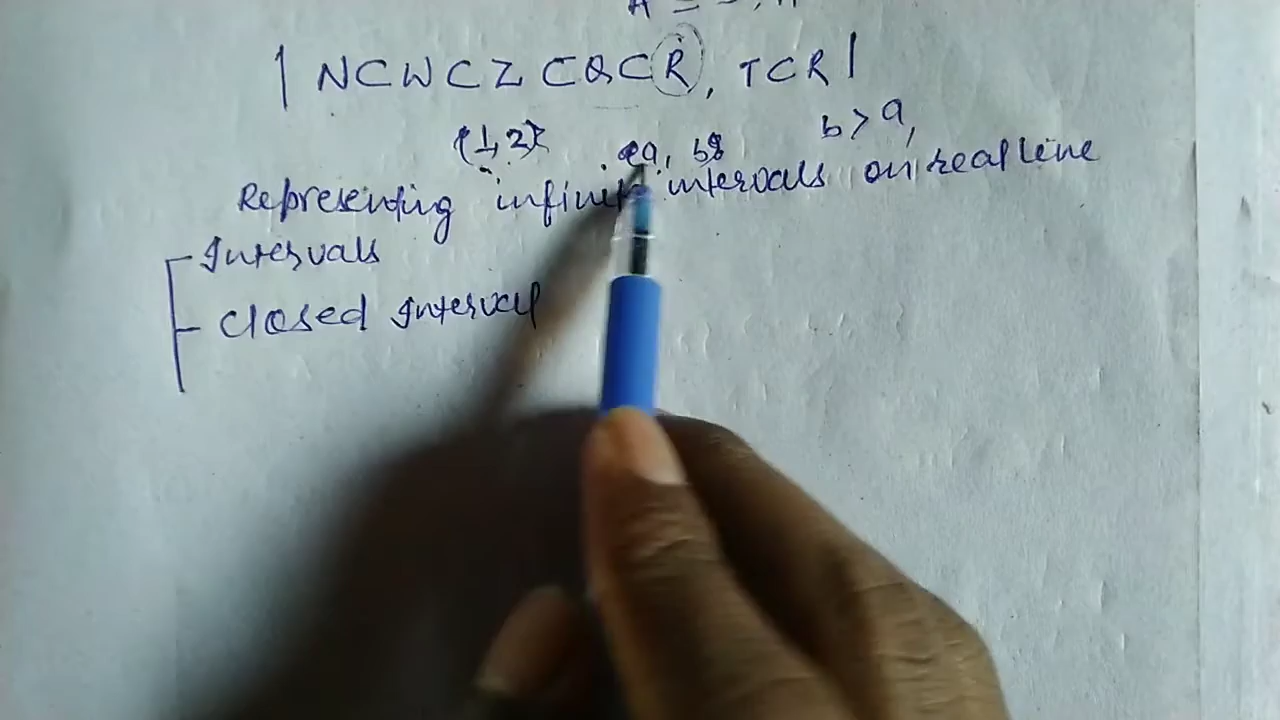 | N C W C Z C Q C R, T C R |
{1, 2} {a, b} b > a,
Representing infinite intervals on real line
Intervals
closed Interval